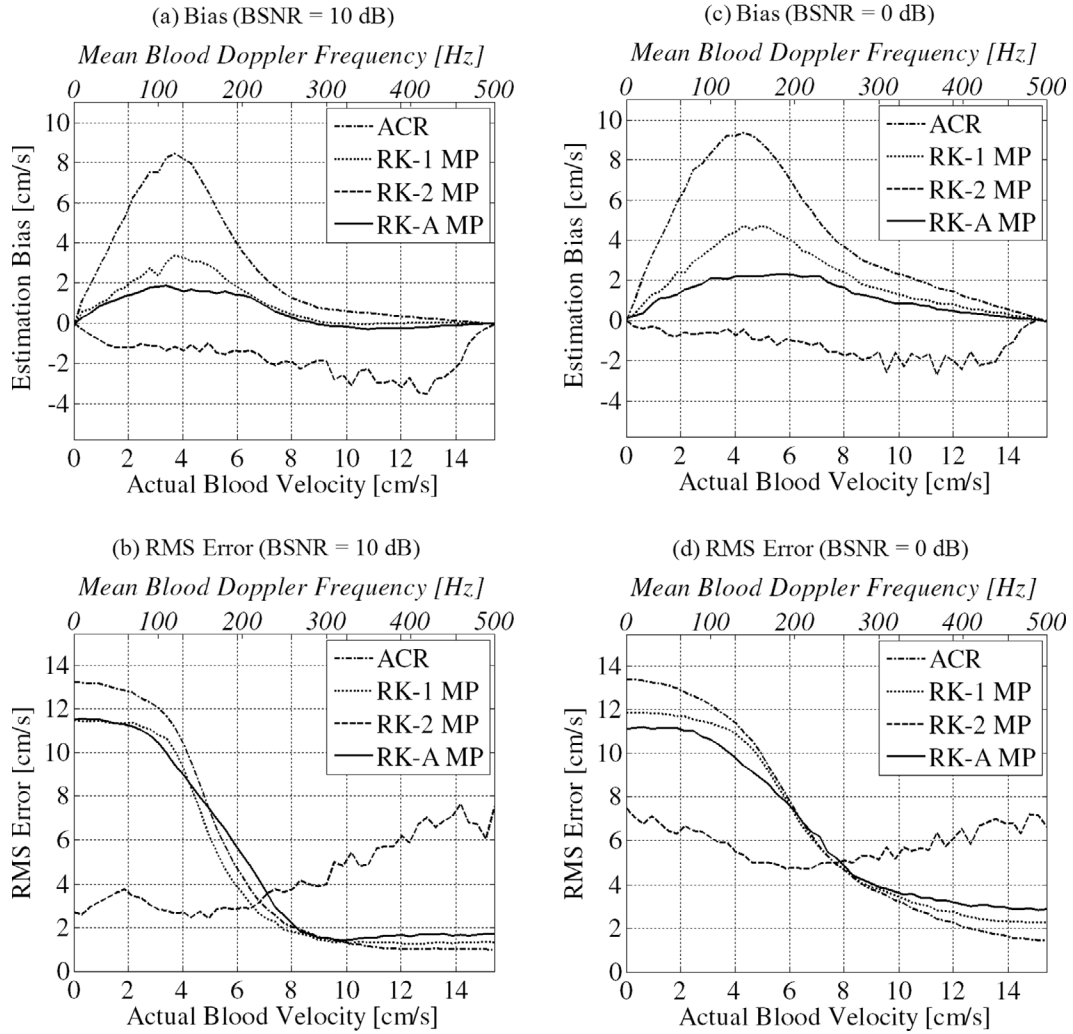 (a) Bias (BSNR = 10 dB)
Mean Blood Doppler Frequency [Hz]
0 100 200 300 400 500
10
8
6
4
2
0
-2
-4
Estimation Bias [cm/s]
ACR
RK-1 MP
RK-2 MP
RK-A MP
0 2 4 6 8 10 12 14
Actual Blood Velocity [cm/s]
(c) Bias (BSNR = 0 dB)
Mean Blood Doppler Frequency [Hz]
0 100 200 300 400 500
10
8
6
4
2
0
-2
-4
Estimation Bias [cm/s]
ACR
RK-1 MP
RK-2 MP
RK-A MP
0 2 4 6 8 10 12 14
Actual Blood Velocity [cm/s]
(b) RMS Error (BSNR = 10 dB)
Mean Blood Doppler Frequency [Hz]
0 100 200 300 400 500
14
12
10
8
6
4
2
0
RMS Error [cm/s]
ACR
RK-1 MP
RK-2 MP
RK-A MP
0 2 4 6 8 10 12 14
Actual Blood Velocity [cm/s]
(d) RMS Error (BSNR = 0 dB)
Mean Blood Doppler Frequency [Hz]
0 100 200 300 400 500
14
12
10
8
6
4
2
0
RMS Error [cm/s]
ACR
RK-1 MP
RK-2 MP
RK-A MP
0 2 4 6 8 10 12 14
Actual Blood Velocity [cm/s]